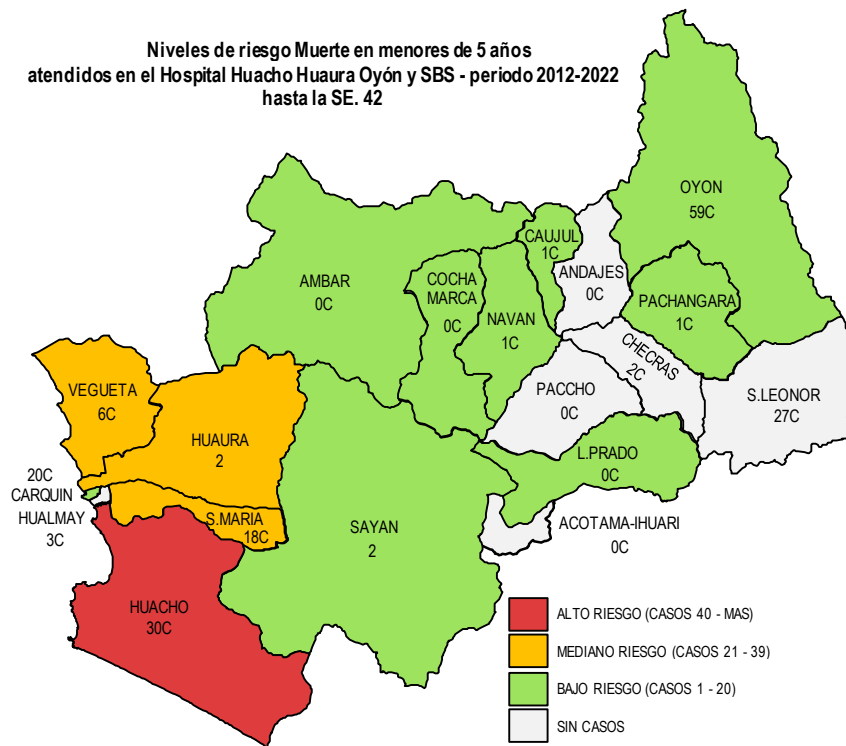 Niveles de riesgo Muerte en menores de 5 años
atendidos en el Hospital Huacho Huaura Oyón y SBS - periodo 2012-2022
hasta la SE. 42
OYON
59C
CAUJUL
1C
ANDAJES
0C
AMBAR
0C
COCHA
MARCA
0C
NAVAN
1C
PACHANGARA
1C
CHECRAS
2C
VEGUETA
6C
PACCHO
0C
S.LEONOR
27C
HUAURA
2
L.PRADO
0C
20C
CARQUIN
HUALMAY
3C
S.MARIA
18C
SAYAN
2
ACOTAMA-IHUARI
0C
HUACHO
30C
ALTO RIESGO (CASOS 40 - MAS)
MEDIANO RIESGO (CASOS 21 - 39)
BAJO RIESGO (CASOS 1 - 20)
SIN CASOS